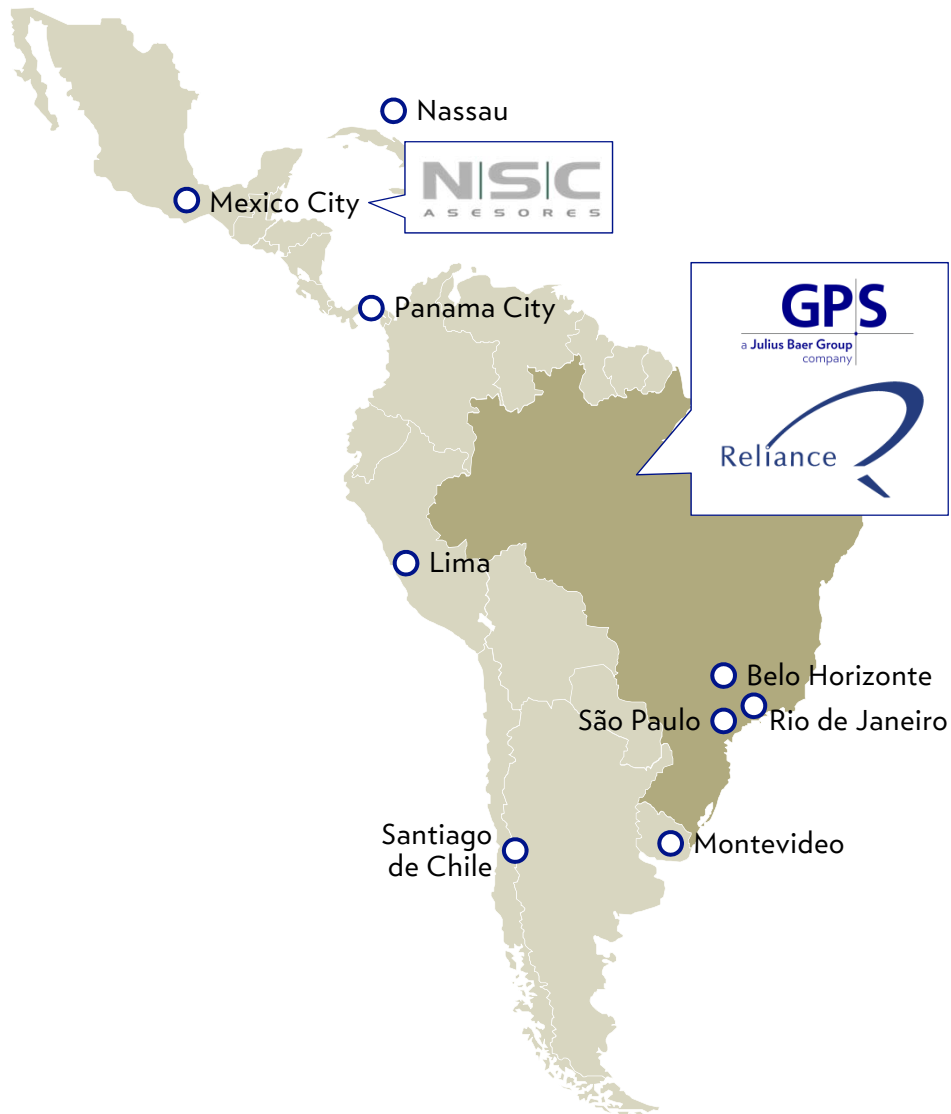 Nassau
N|S|C
ASESORES
Mexico City
GPS
a Julius Baer Group
company
Panama City
Reliance
Lima
Belo Horizonte
São Paulo
Rio de Janeiro
Santiago
de Chile
Montevideo